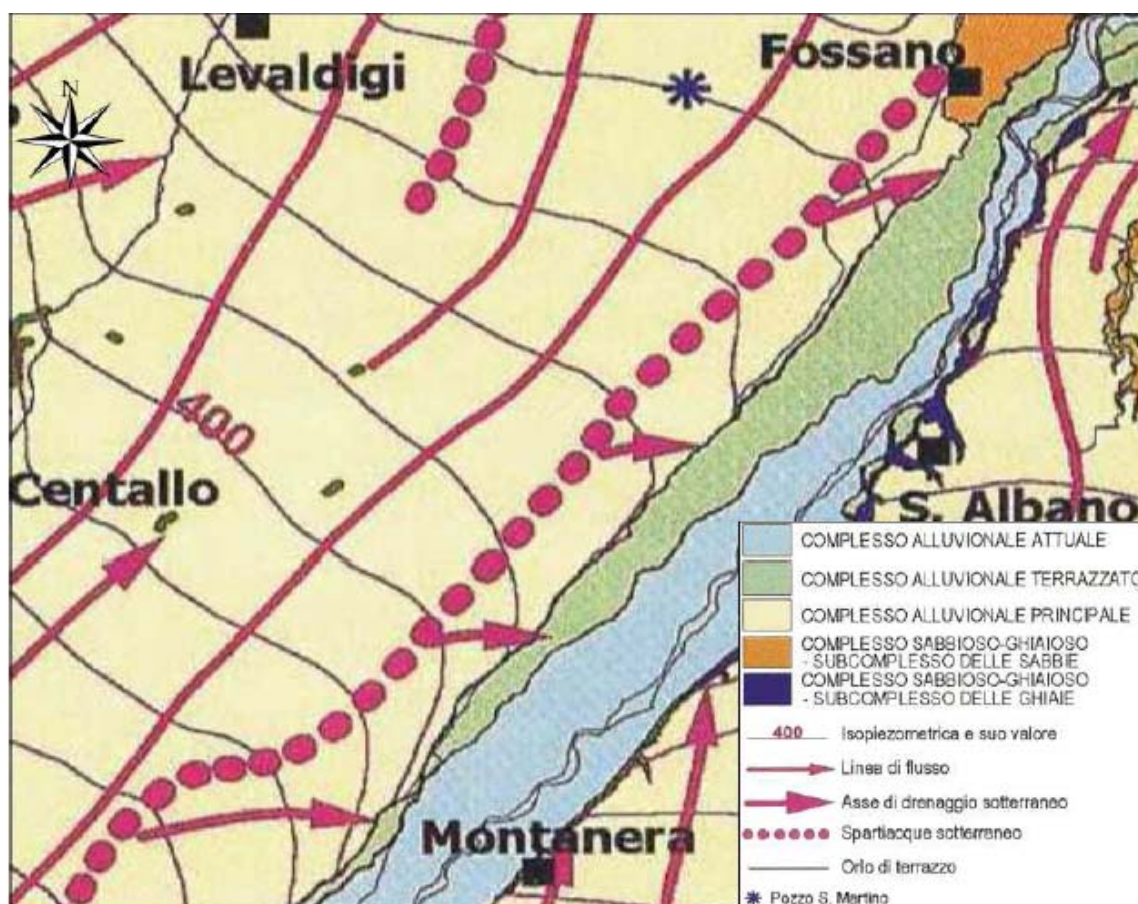 Levaldigi
Fossano
N
400
Centallo
S. Albano
Montanera
COMPLESSO ALLUVIONALE ATTUALE
COMPLESSO ALLUVIONALE TERRAZZATO
COMPLESSO ALLUVIONALE PRINCIPALE
COMPLESSO SABBIOSO-GHIAIOSO
- SUBCOMPLESSO DELLE SABBIE
COMPLESSO SABBIOSO-GHIAIOSO
- SUBCOMPLESSO DELLE GHIAIE
400 Isopiezometrica e suo valore
Linea di flusso
Asse di drenaggio sotterraneo
Spartiacque sotterraneo
Orlo di terrazzo
Pozzo S. Martino